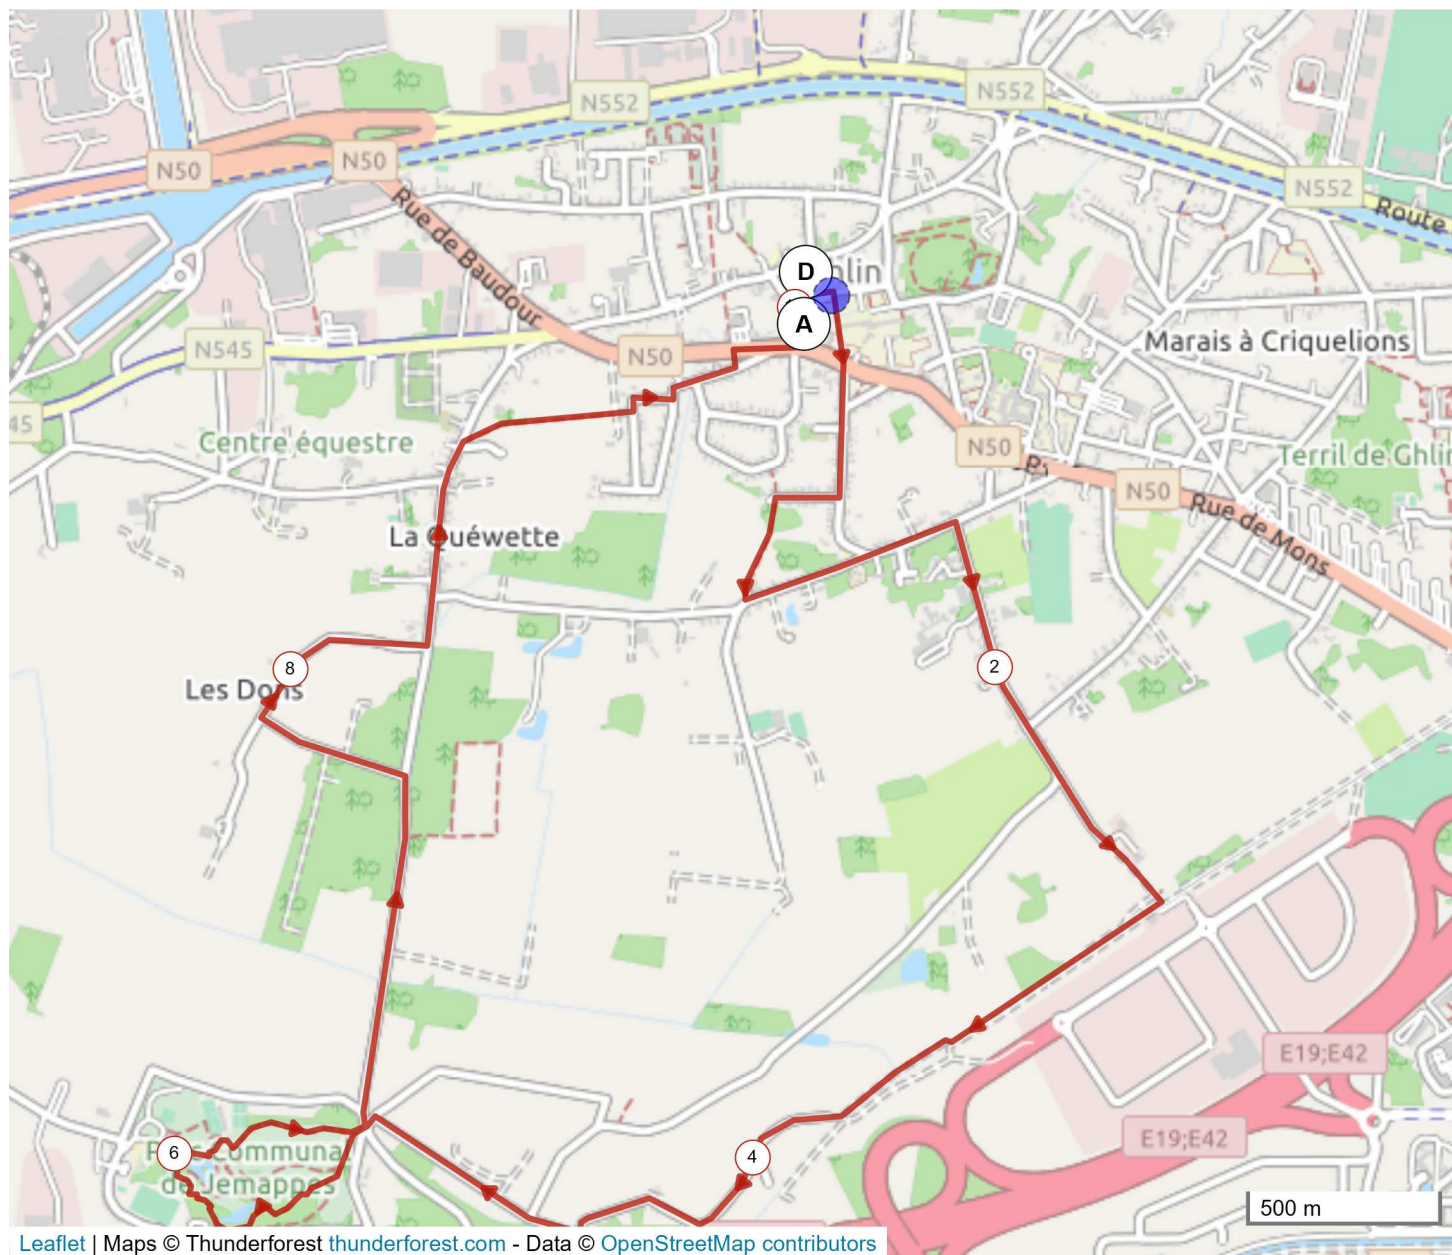 N552
N552
N50
N50
N552
Rue de Baudour
Route
D
A
N545
N50
Marais à Criquelions
45
Centre équestre
N50
Terril de Ghlin
N50
Rue de Mons
La Quéwette
8
2
Les Dons
E19;E42
E19;E42
6
4
de Jemappes
500 m
Leaflet | Maps © Thunderforest thunderforest.com - Data © OpenStreetMap contributors